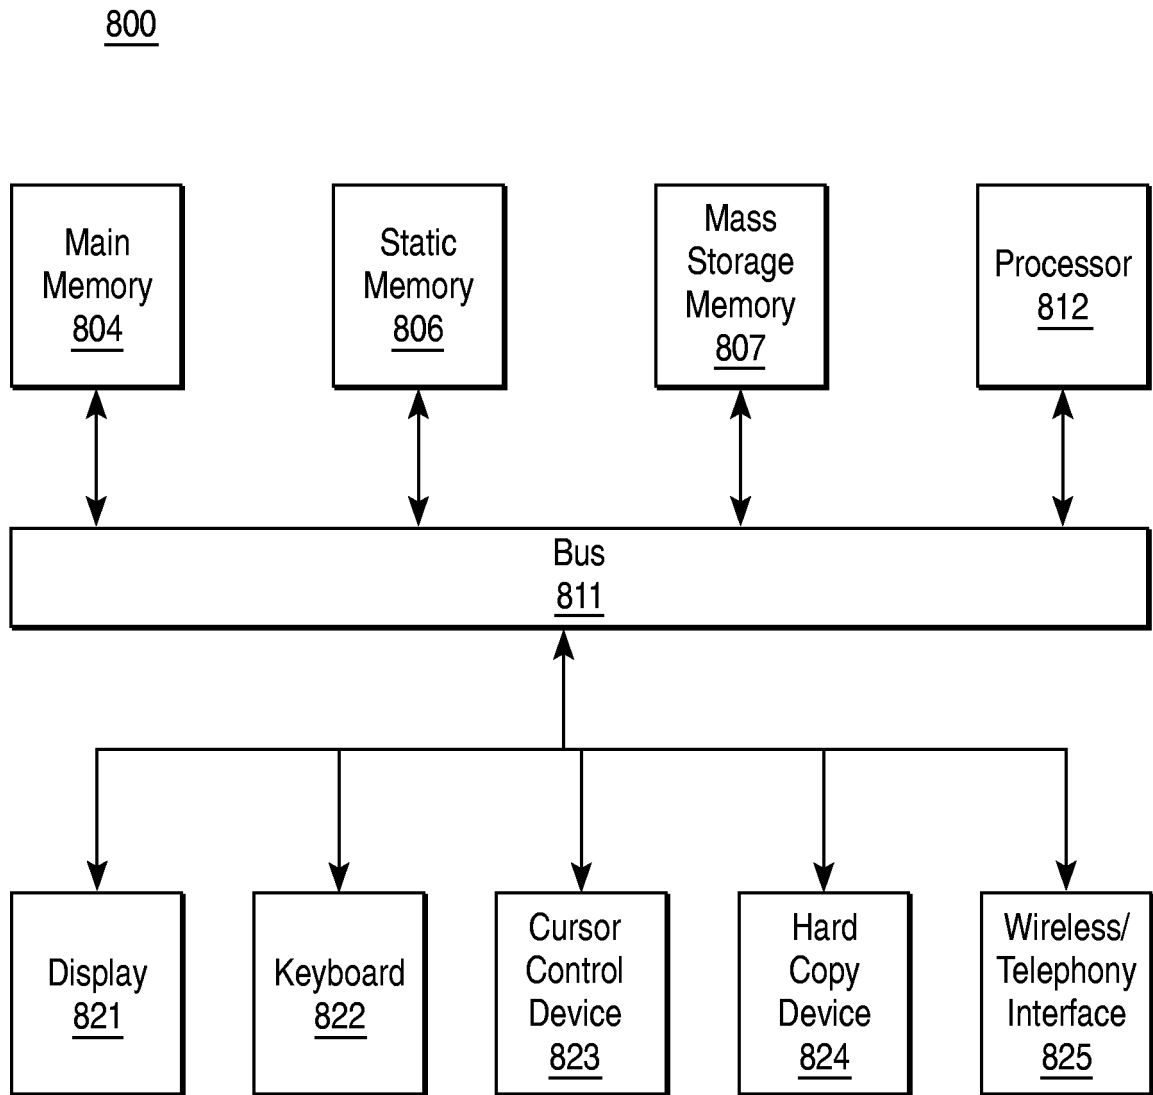 800
Main
Memory
804
Static
Memory
806
Mass
Storage
Memory
807
Processor
812
Bus
811
Display
821
Keyboard
822
Cursor
Control
Device
823
Hard
Copy
Device
824
Wireless/
Telephony
Interface
825